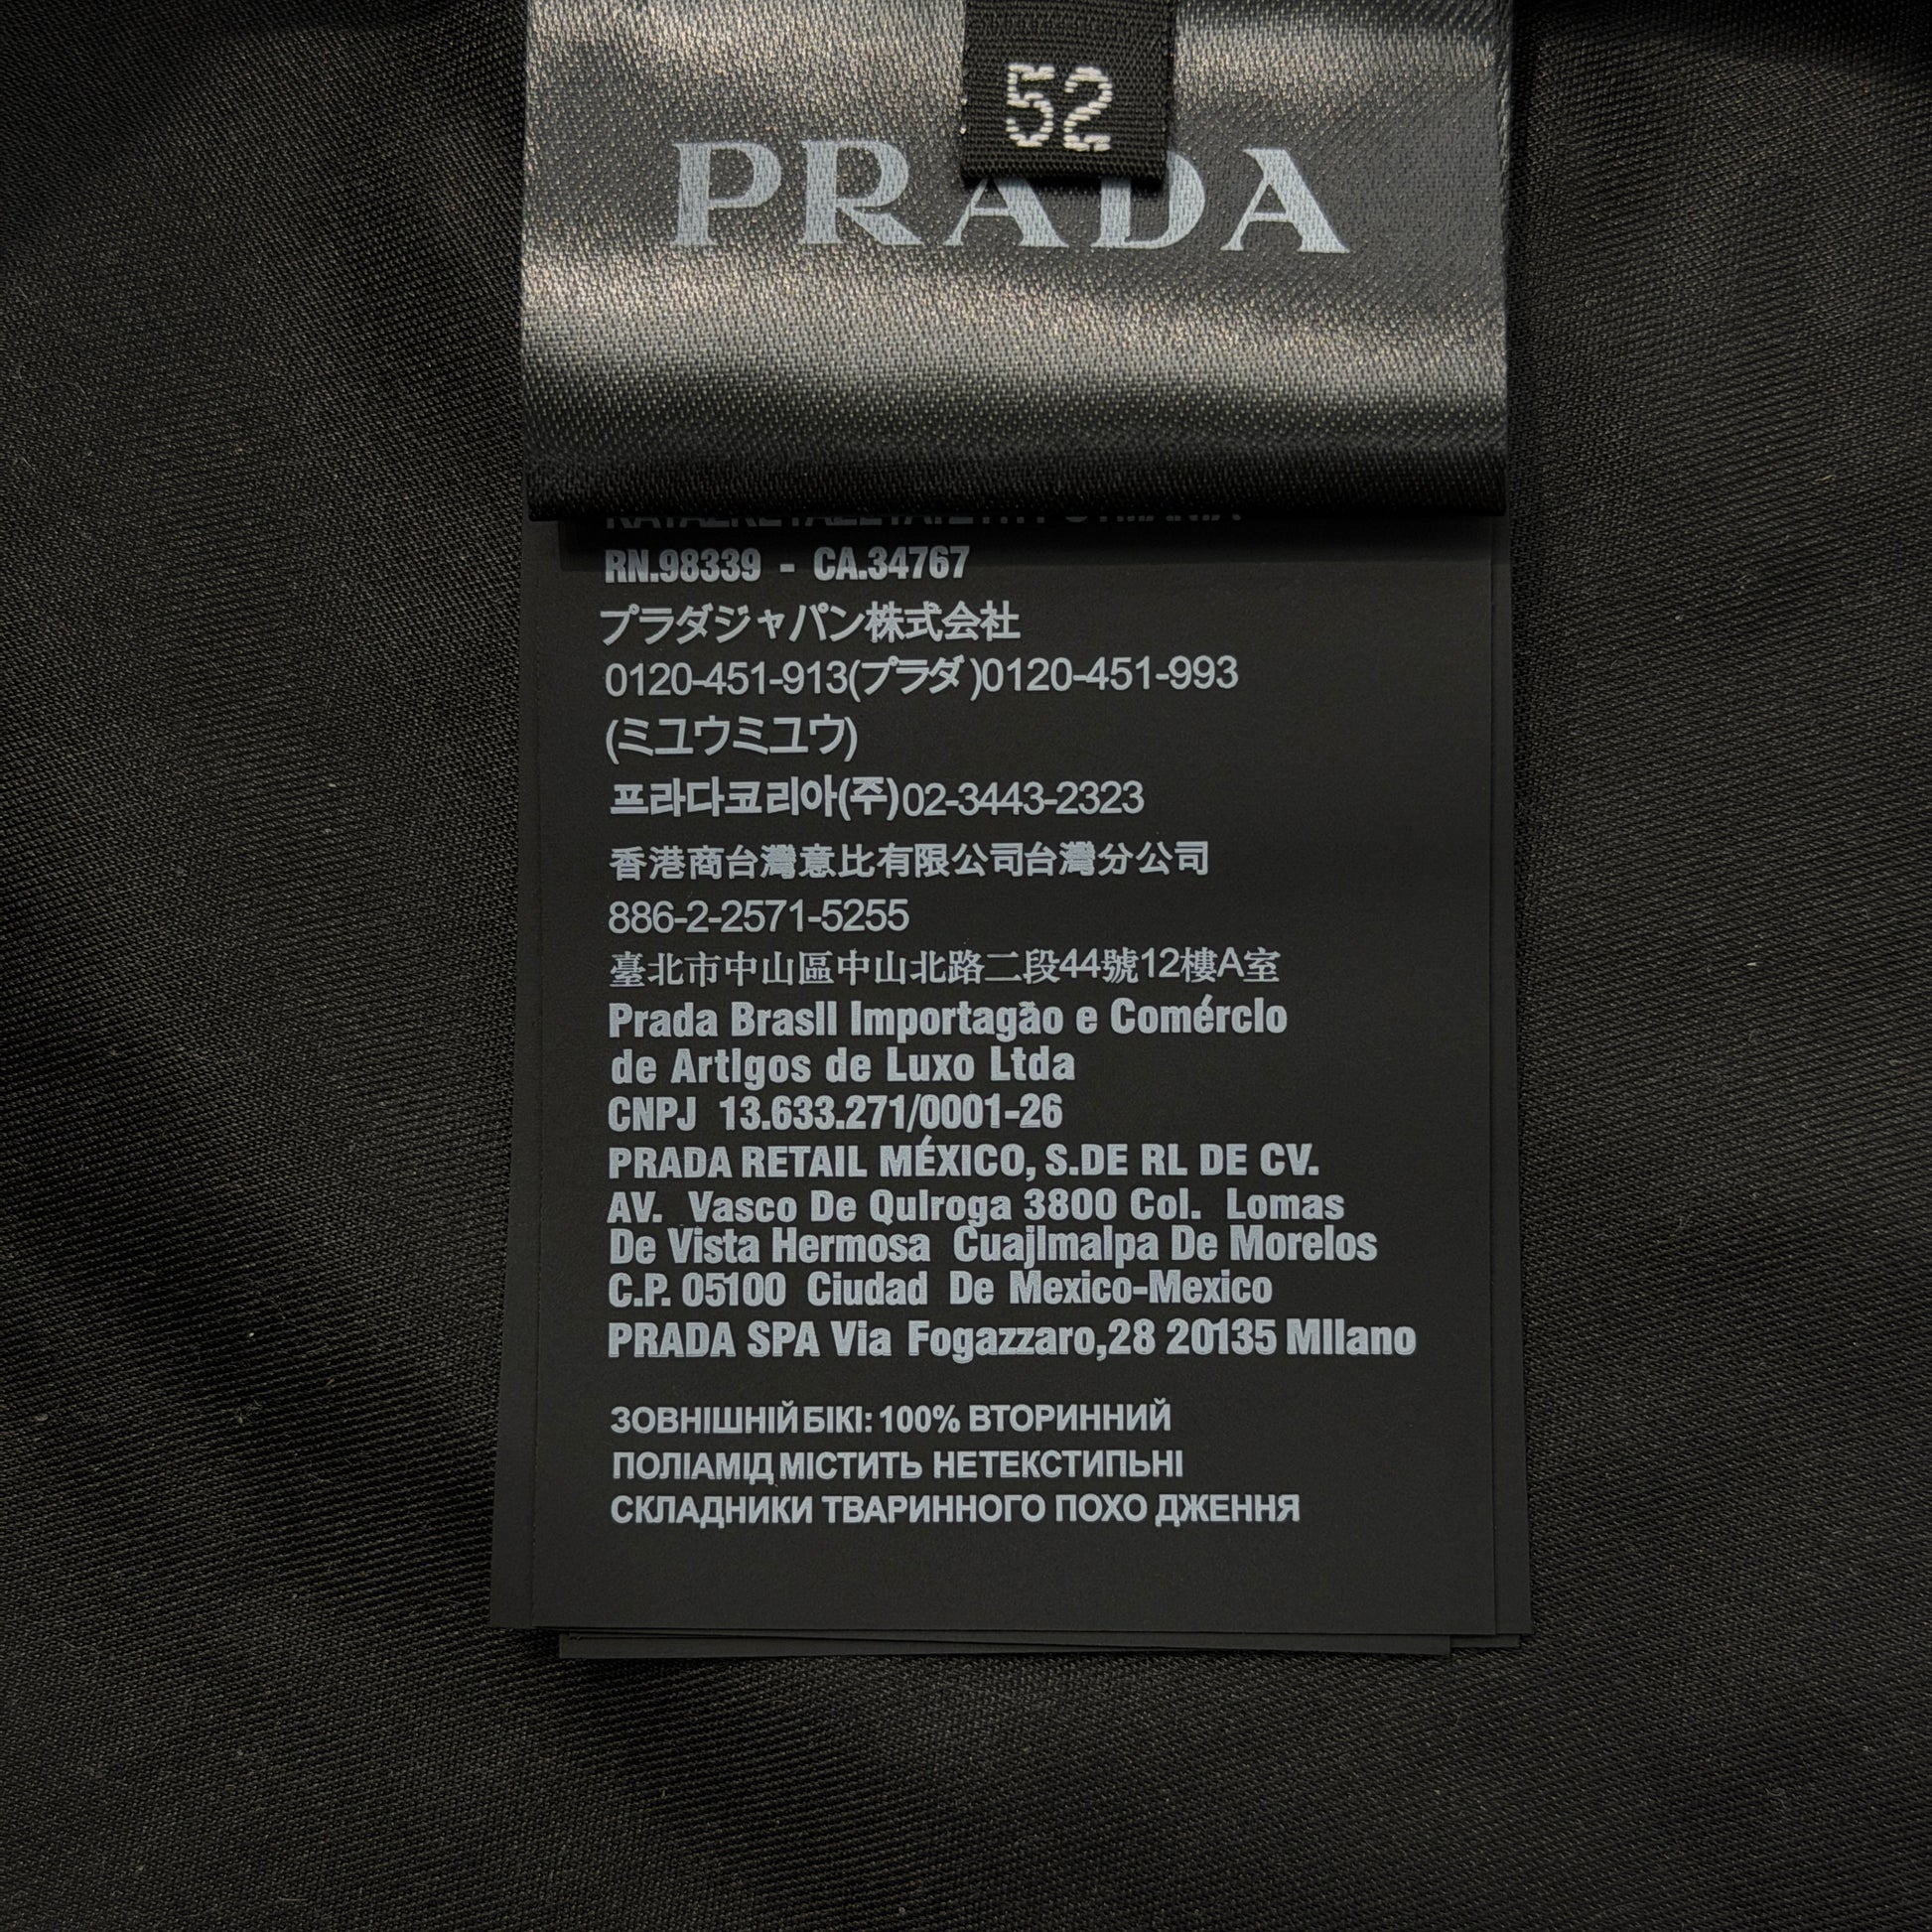 52
PRADA
RN.98339 - CA.34767
プラダジャパン株式会社
0120-451-913(プラダ)0120-451-993
(ミユウミユウ)
프라다코리아(주)02-3443-2323
香港商台灣意比有限公司台灣分公司
886-2-2571-5255
臺北市中山區中山北路二段44號12樓A室
Prada BrasIl Importagão e ComércIo
de ArtIgos de Luxo Ltda
CNPJ 13.633.271/0001-26
PRADA RETAIL MÉXICO, S.DE RL DE CV.
AV. Vasco De QuIroga 3800 Col. Lomas
De Vista Hermosa CuajImalpa De Morelos
C.P. 05100 Ciudad De Mexico-Mexico
PRADA SPA Via Fogazzaro,28 20135 MIlano
ЗОВНІШНІЙ БІКІ: 100% ВТОРИННИЙ
ПОЛІАМІД МІСТИТЬ НЕТЕКСТИПЬНІ
СКЛАДНИКИ ТВАРИННОГО ПОХО ДЖЕННЯ